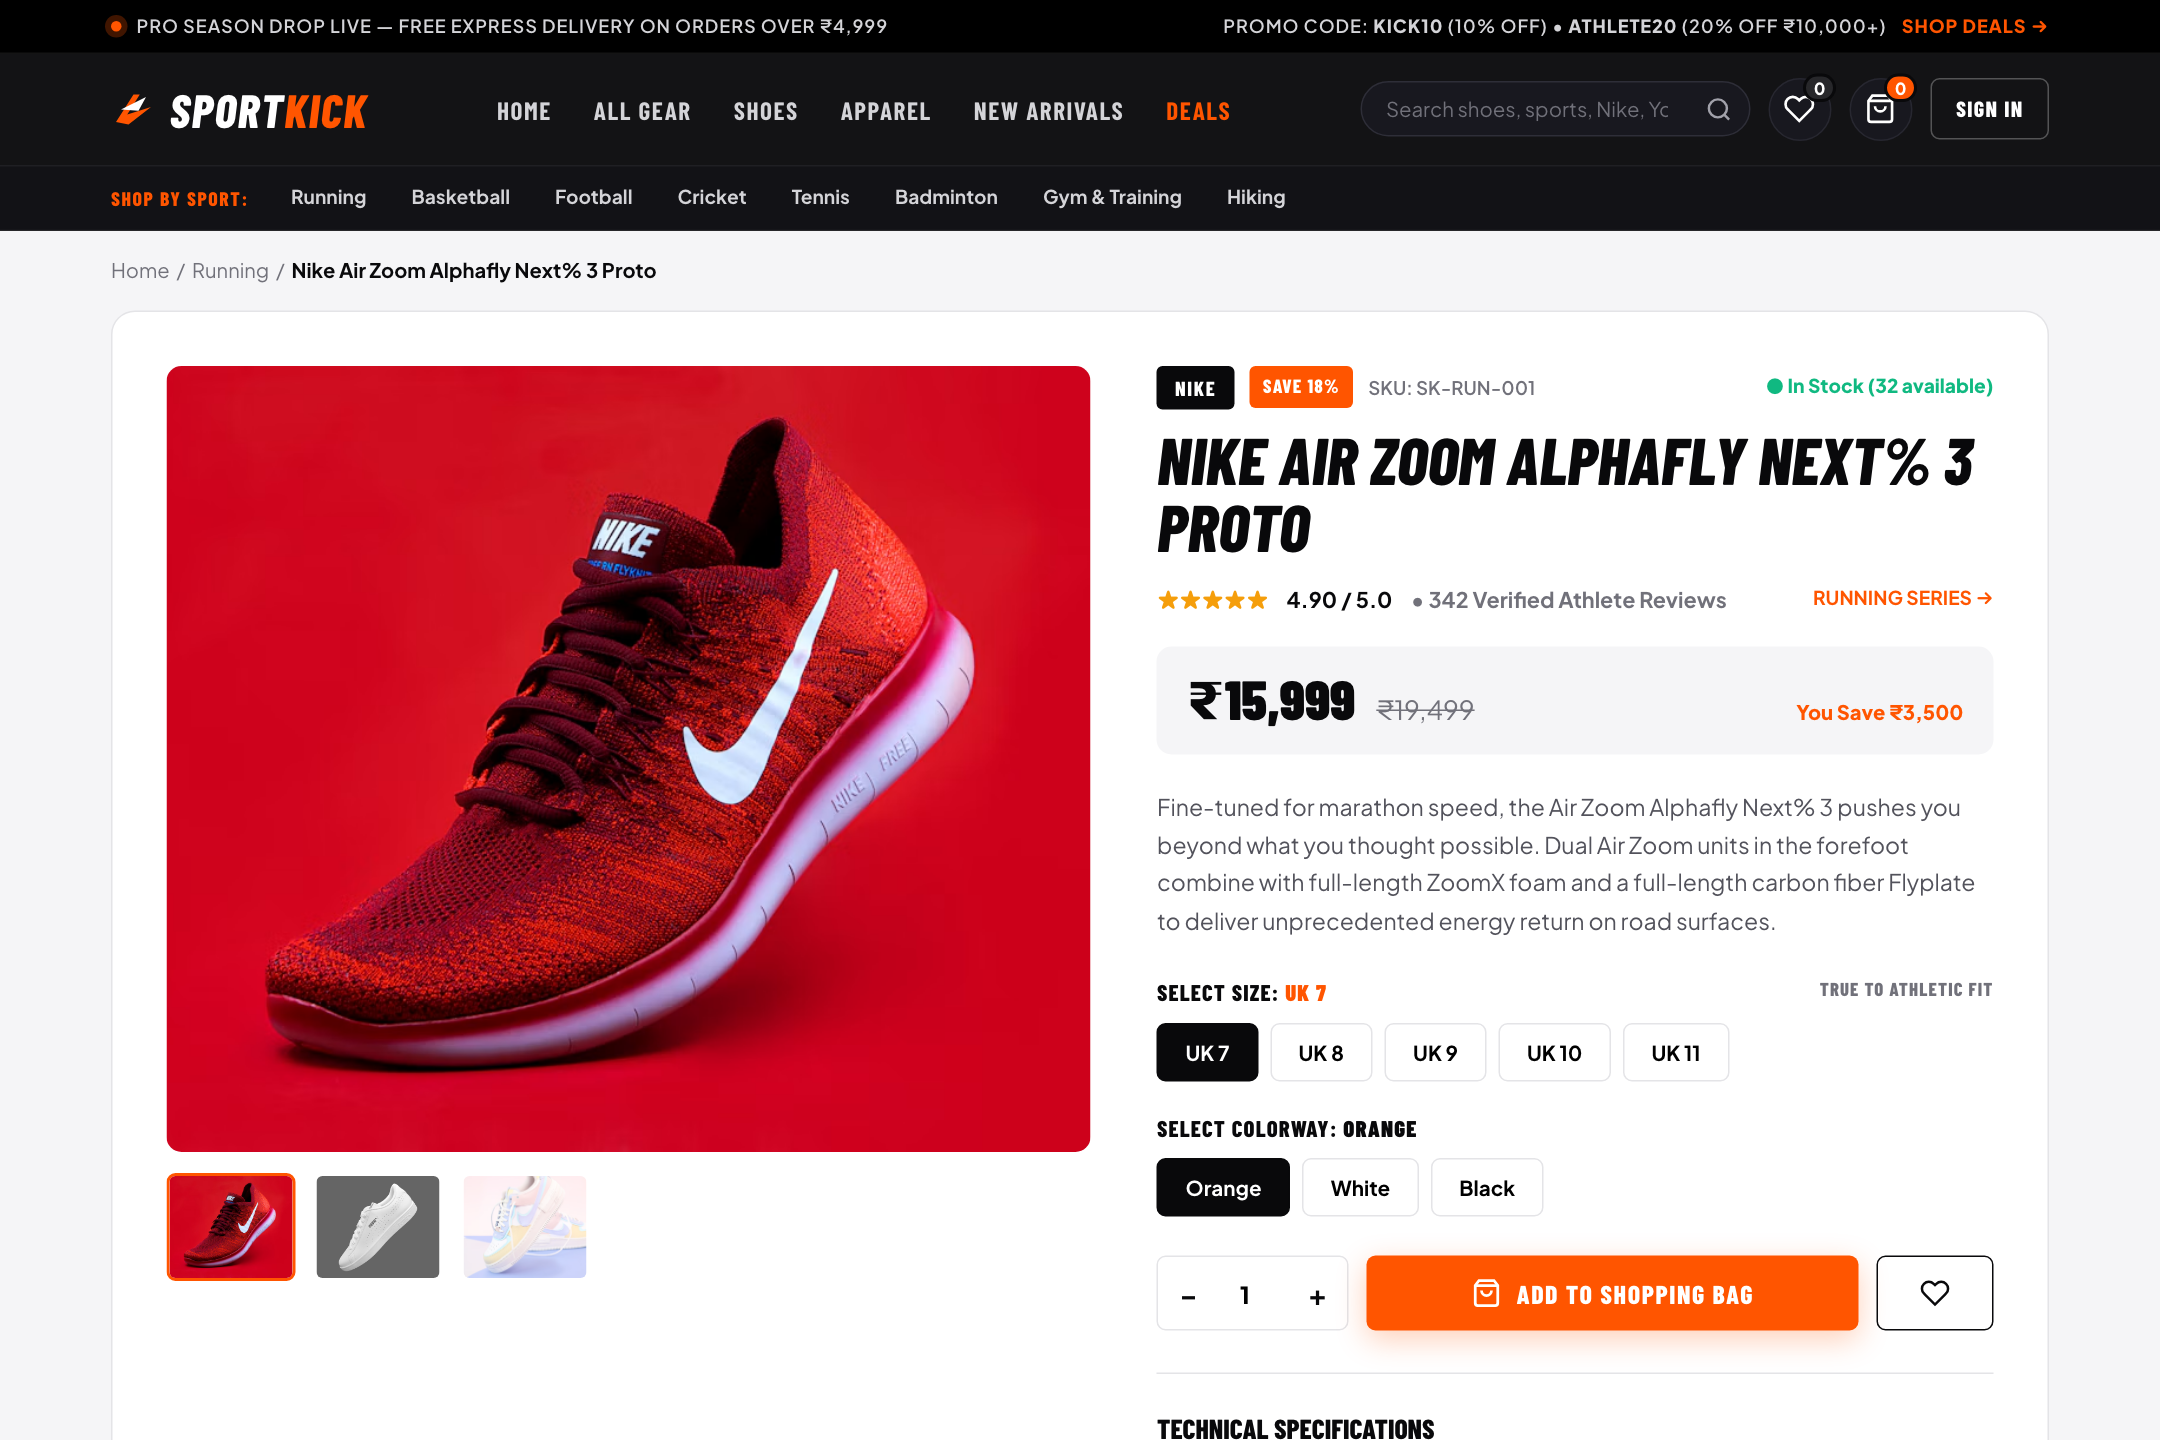 PRO SEASON DROP LIVE — FREE EXPRESS DELIVERY ON ORDERS OVER ₹4,999
PROMO CODE: KICK10 (10% OFF) • ATHLETE20 (20% OFF ₹10,000+) SHOP DEALS →
SPORTKICK
HOME ALL GEAR SHOES APPAREL NEW ARRIVALS DEALS
Search shoes, sports, Nike, Yo
0
0
SIGN IN
SHOP BY SPORT: Running Basketball Football Cricket Tennis Badminton Gym & Training Hiking
Home / Running / Nike Air Zoom Alphafly Next% 3 Proto
NIKE
NIKE FREE
NIKE SAVE 18% SKU: SK-RUN-001 In Stock (32 available)
NIKE AIR ZOOM ALPHAFLY NEXT% 3
PROTO
★★★★★ 4.90 / 5.0 • 342 Verified Athlete Reviews RUNNING SERIES →
₹15,999 ₹19,499 You Save ₹3,500
Fine-tuned for marathon speed, the Air Zoom Alphafly Next% 3 pushes you
beyond what you thought possible. Dual Air Zoom units in the forefoot
combine with full-length ZoomX foam and a full-length carbon fiber Flyplate
to deliver unprecedented energy return on road surfaces.
SELECT SIZE: UK 7 TRUE TO ATHLETIC FIT
UK 7 UK 8 UK 9 UK 10 UK 11
SELECT COLORWAY: ORANGE
Orange White Black
− 1 + ADD TO SHOPPING BAG
TECHNICAL SPECIFICATIONS